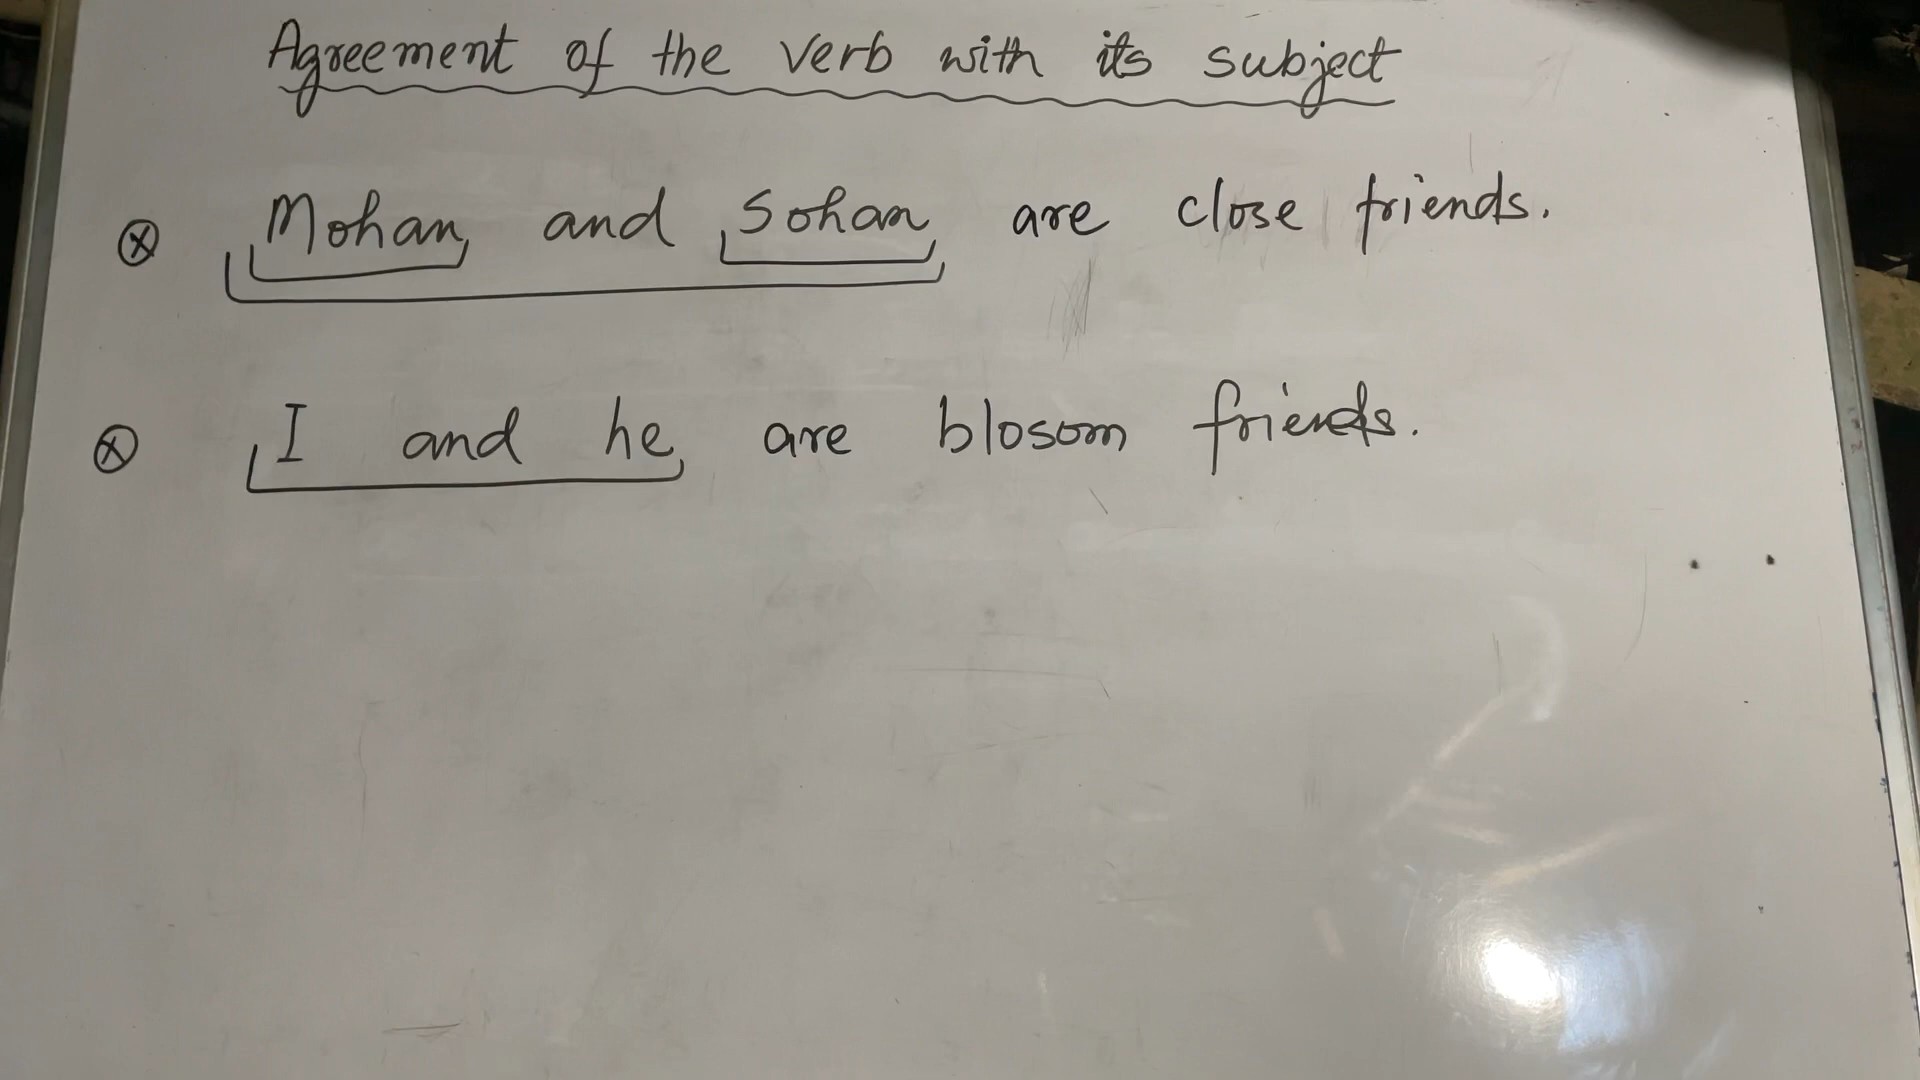 Agreement of the verb with its subject
ⓧ Mohan and Sohan are close friends.
ⓧ I and he are blosom friends.